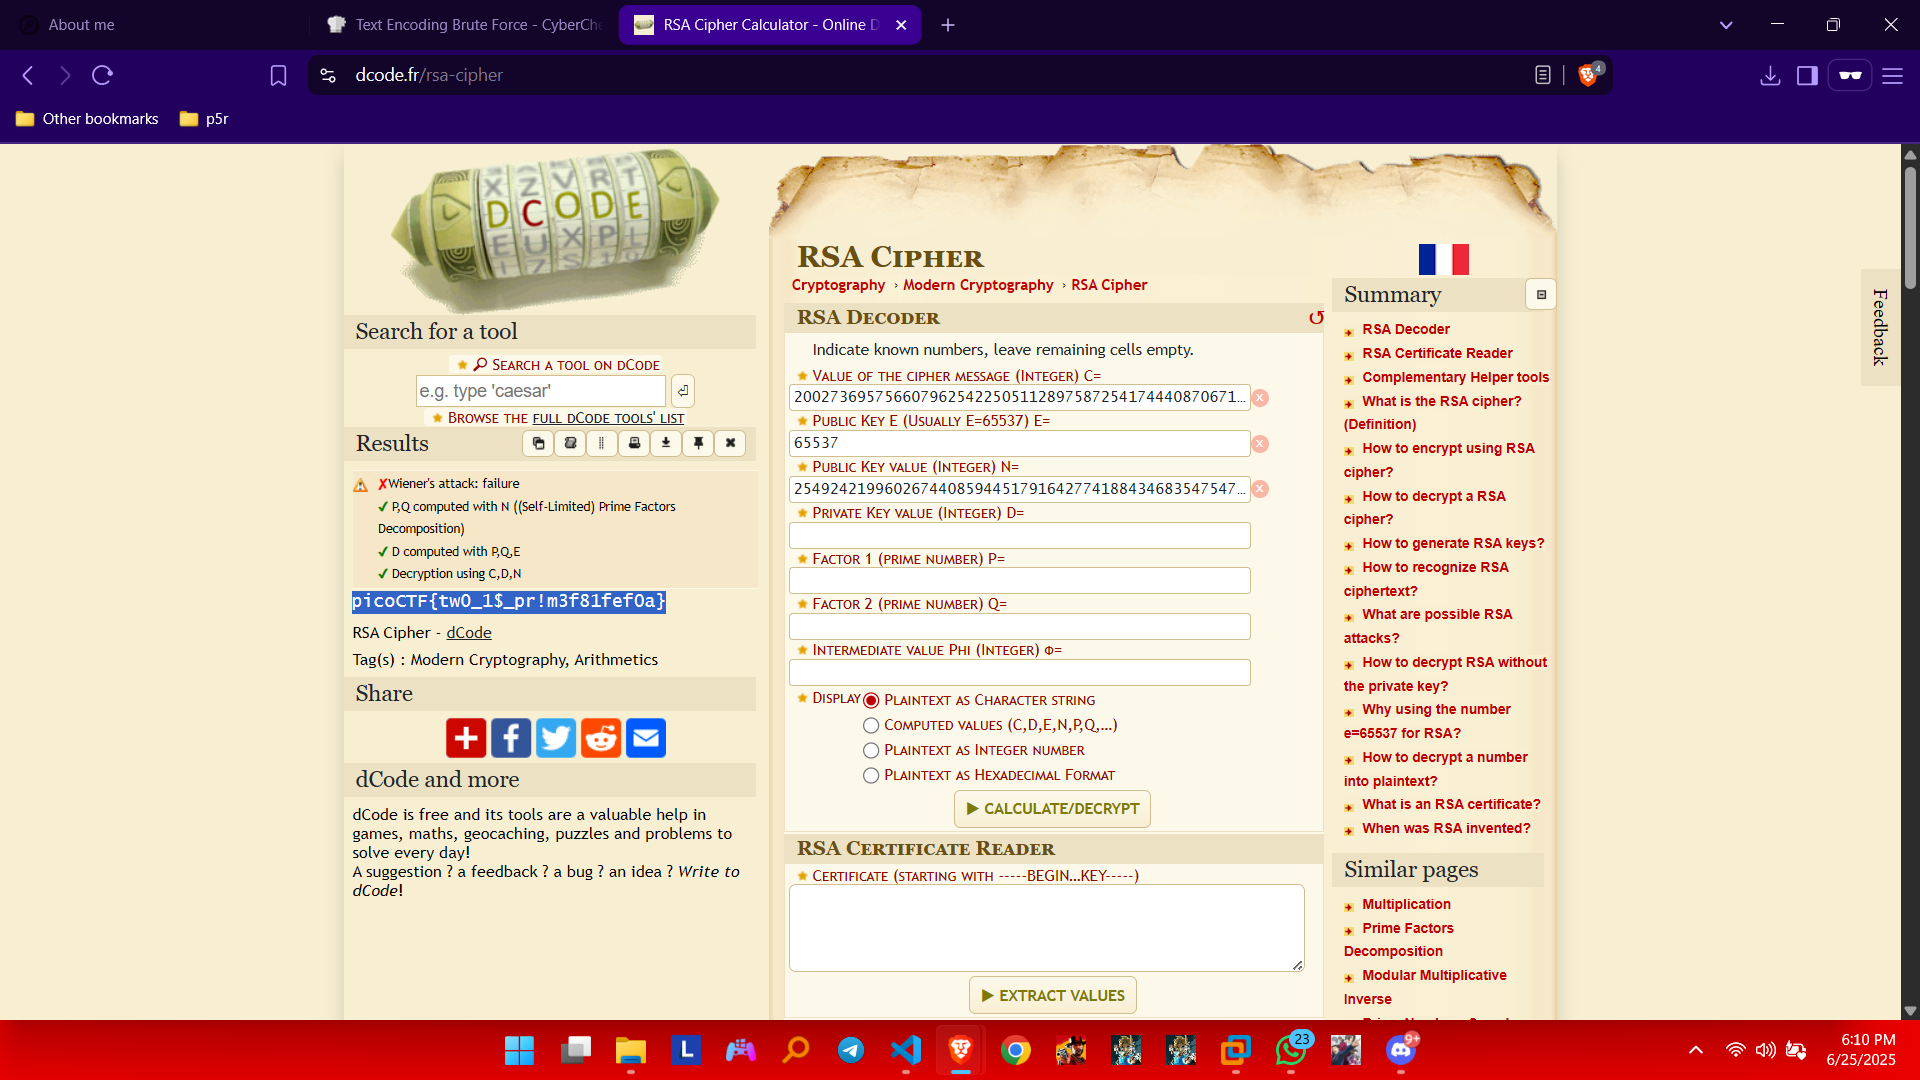 About me
Text Encoding Brute Force - CyberChe
RSA Cipher Calculator - Online D
dcode.fr/rsa-cipher
4
Other bookmarks
p5r
X Z V R T
D C O D E
E U X P L
Search for a tool
Search a tool on dCode
e.g. type 'caesar'
Browse the full dCode tools' list
Results
✗Wiener's attack: failure
✓ P,Q computed with N ((Self-Limited) Prime Factors
Decomposition)
✓ D computed with P,Q,E
✓ Decryption using C,D,N
picoCTF{tw0_1$_pr!m3f81fef0a}
RSA Cipher - dCode
Tag(s) : Modern Cryptography, Arithmetics
Share
dCode and more
dCode is free and its tools are a valuable help in
games, maths, geocaching, puzzles and problems to
solve every day!
A suggestion ? a feedback ? a bug ? an idea ? Write to
dCode!
RSA Cipher
Cryptography › Modern Cryptography › RSA Cipher
RSA Decoder
Indicate known numbers, leave remaining cells empty.
Value of the cipher message (Integer) C=
2002736957566079625422505112897587254174440870671...
Public Key E (Usually E=65537) E=
65537
Public Key value (Integer) N=
2549242199602674408594451791642774188434683547547...
Private Key value (Integer) D=
Factor 1 (prime number) P=
Factor 2 (prime number) Q=
Intermediate value Phi (Integer) Φ=
Display
Plaintext as Character string
Computed values (C,D,E,N,P,Q,...)
Plaintext as Integer number
Plaintext as Hexadecimal Format
► CALCULATE/DECRYPT
RSA Certificate Reader
Certificate (starting with -----BEGIN...KEY-----)
► EXTRACT VALUES
Summary
RSA Decoder
RSA Certificate Reader
Complementary Helper tools
What is the RSA cipher?
(Definition)
How to encrypt using RSA
cipher?
How to decrypt a RSA
cipher?
How to generate RSA keys?
How to recognize RSA
ciphertext?
What are possible RSA
attacks?
How to decrypt RSA without
the private key?
Why using the number
e=65537 for RSA?
How to decrypt a number
into plaintext?
What is an RSA certificate?
When was RSA invented?
Similar pages
Multiplication
Prime Factors
Decomposition
Modular Multiplicative
Inverse
Feedback
L
23
9+
6:10 PM
6/25/2025